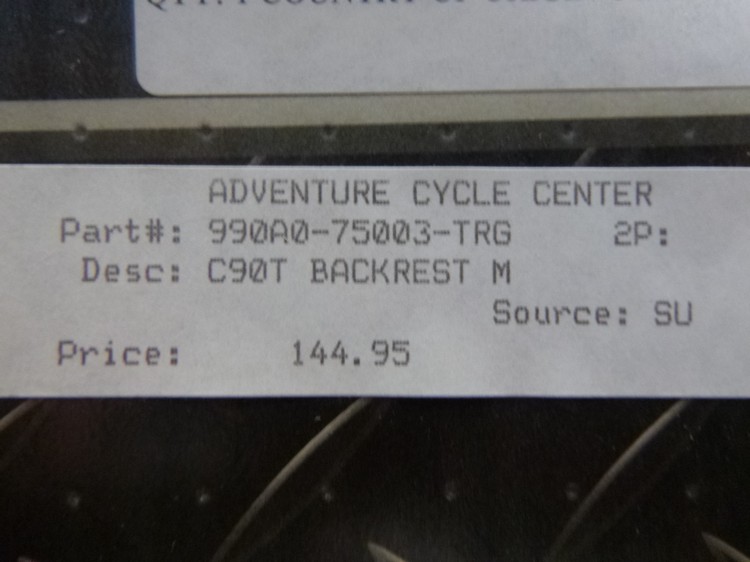 ADVENTURE CYCLE CENTER
Part#: 990A0-75003-TRG 2P:
Desc: C90T BACKREST M
Source: SU
Price: 144.95